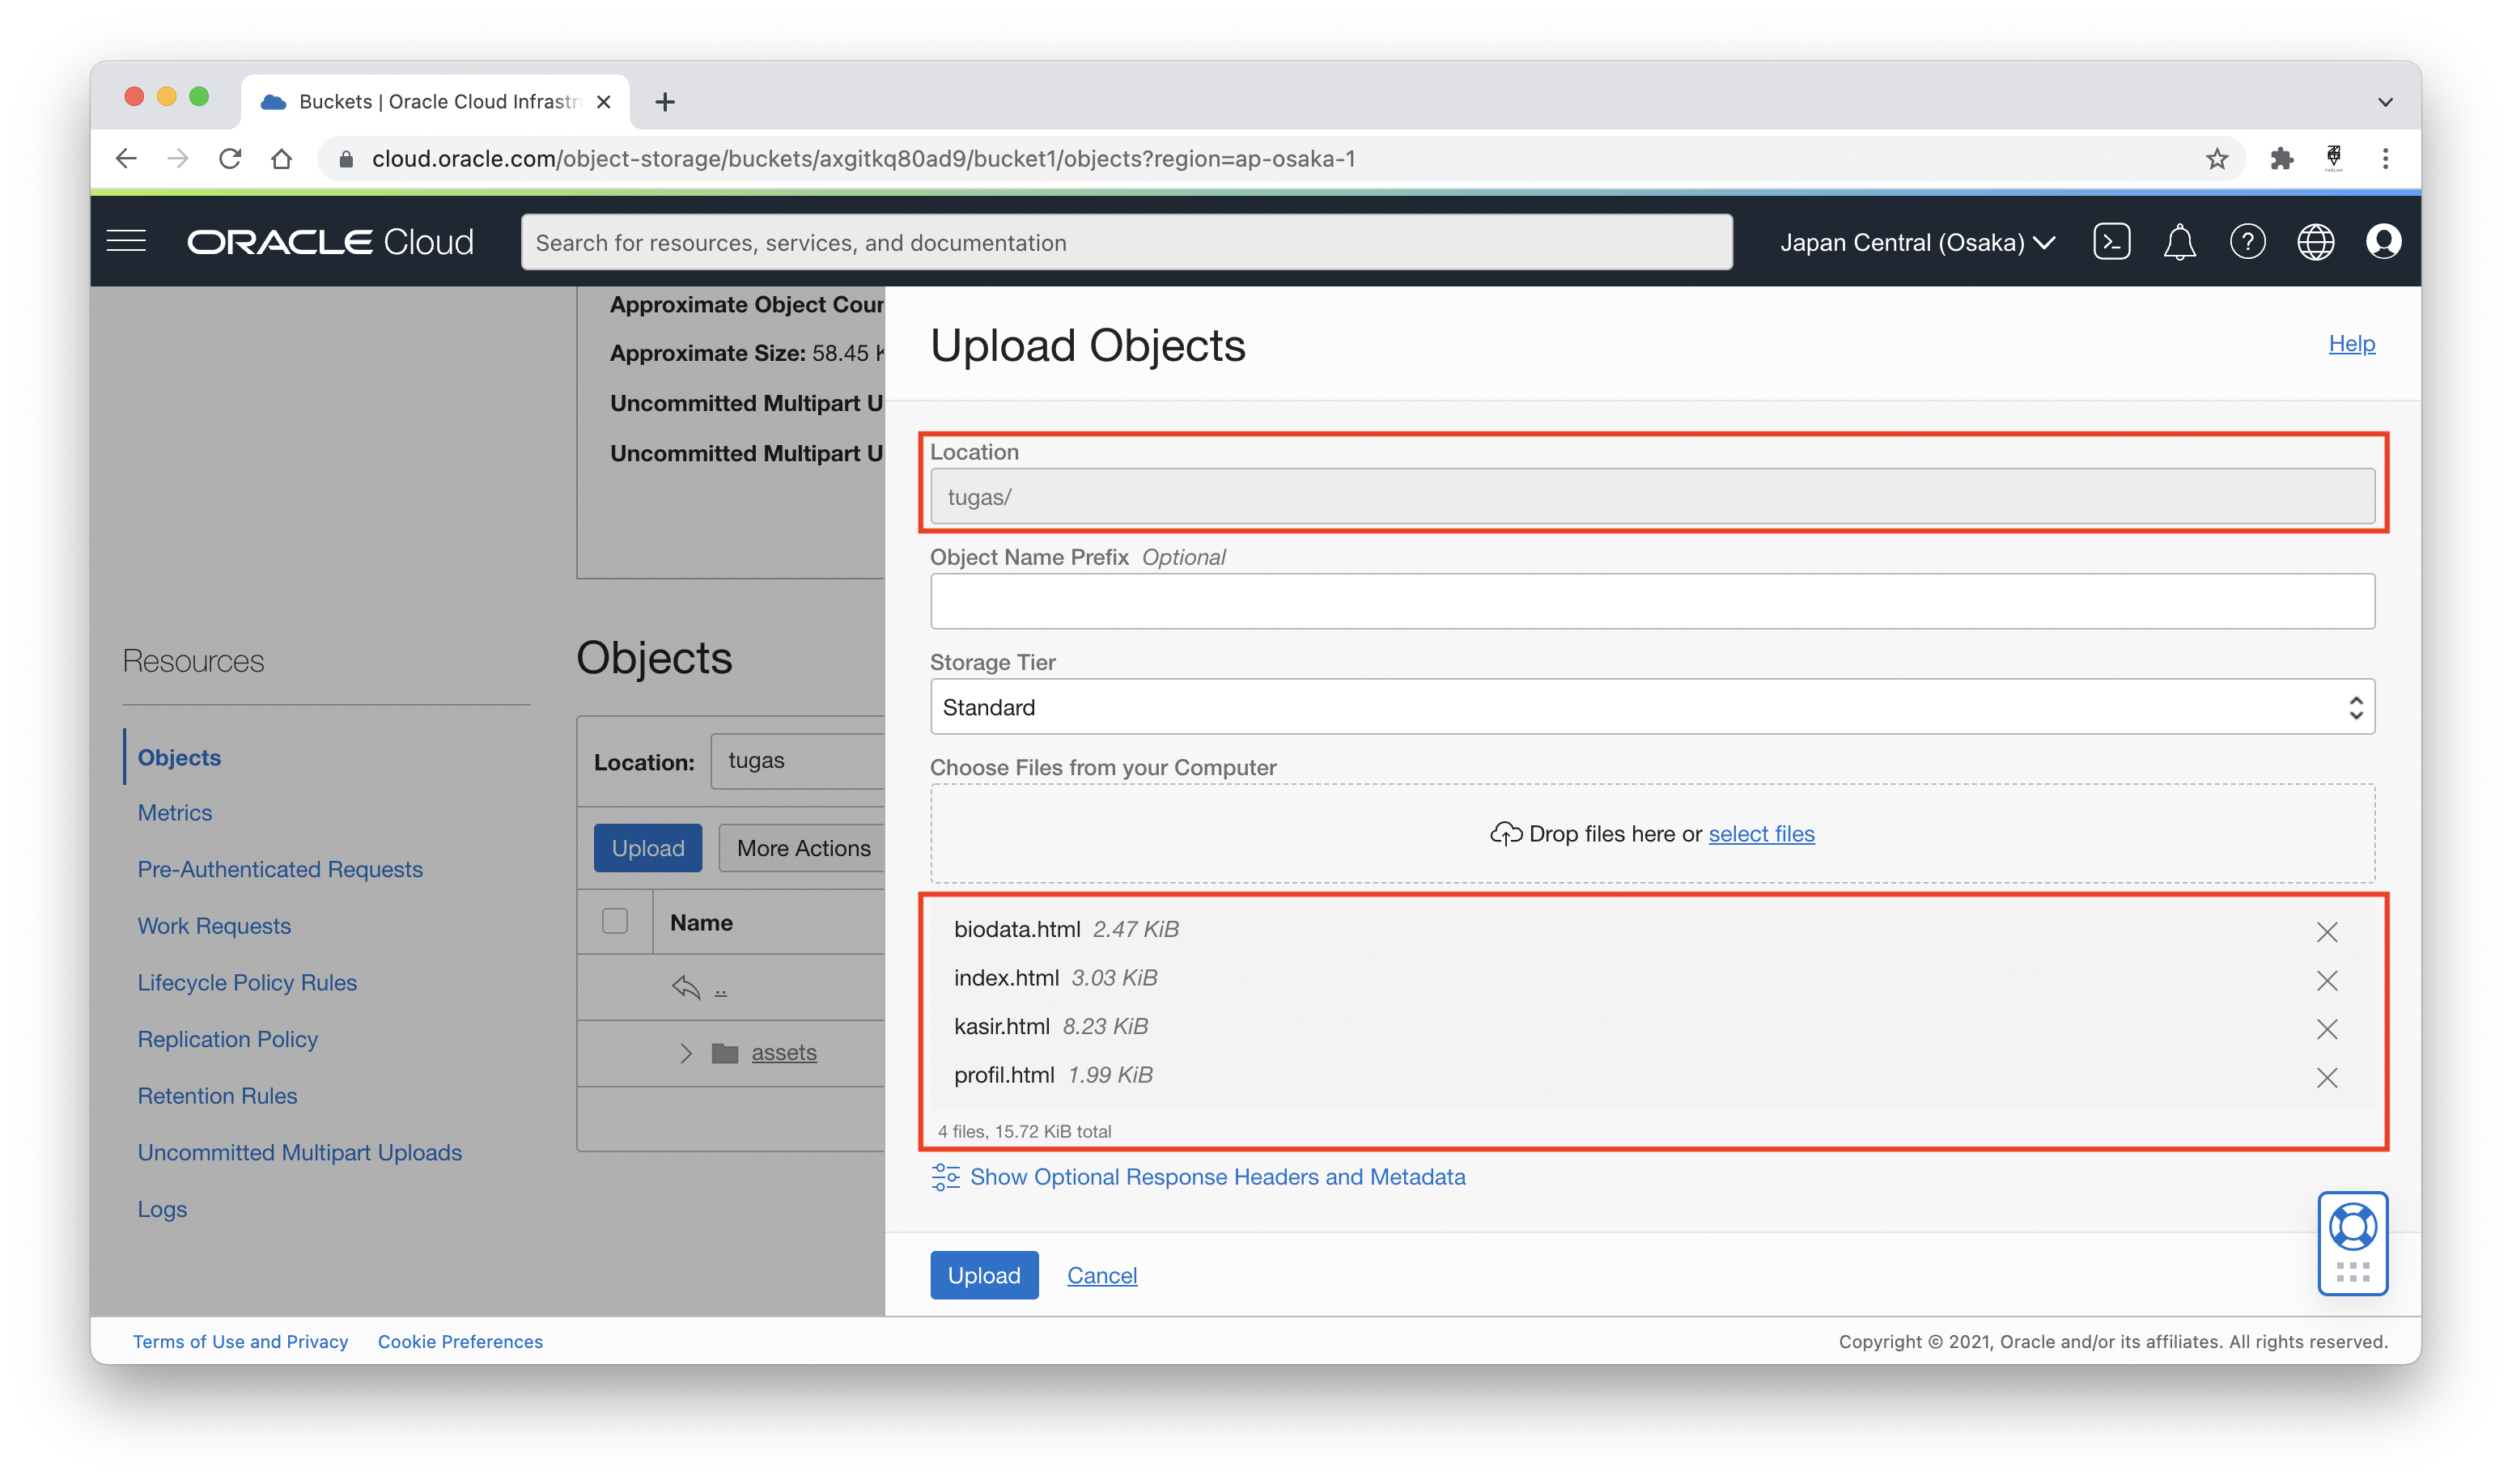 Buckets | Oracle Cloud Infrastr
cloud.oracle.com/object-storage/buckets/axgitkq80ad9/bucket1/objects?region=ap-osaka-1
ORACLE Cloud
Search for resources, services, and documentation
Japan Central (Osaka)
Approximate Object Coun
Approximate Size: 58.45 K
Uncommitted Multipart U
Uncommitted Multipart U
Resources
Objects
Metrics
Pre-Authenticated Requests
Work Requests
Lifecycle Policy Rules
Replication Policy
Retention Rules
Uncommitted Multipart Uploads
Logs
Objects
Location: tugas
Upload More Actions
Name
..
assets
Upload Objects
Help
Location
tugas/
Object Name Prefix Optional
Storage Tier
Standard
Choose Files from your Computer
Drop files here or select files
biodata.html 2.47 KiB
index.html 3.03 KiB
kasir.html 8.23 KiB
profil.html 1.99 KiB
4 files, 15.72 KiB total
Show Optional Response Headers and Metadata
Upload Cancel
Terms of Use and Privacy Cookie Preferences
Copyright © 2021, Oracle and/or its affiliates. All rights reserved.